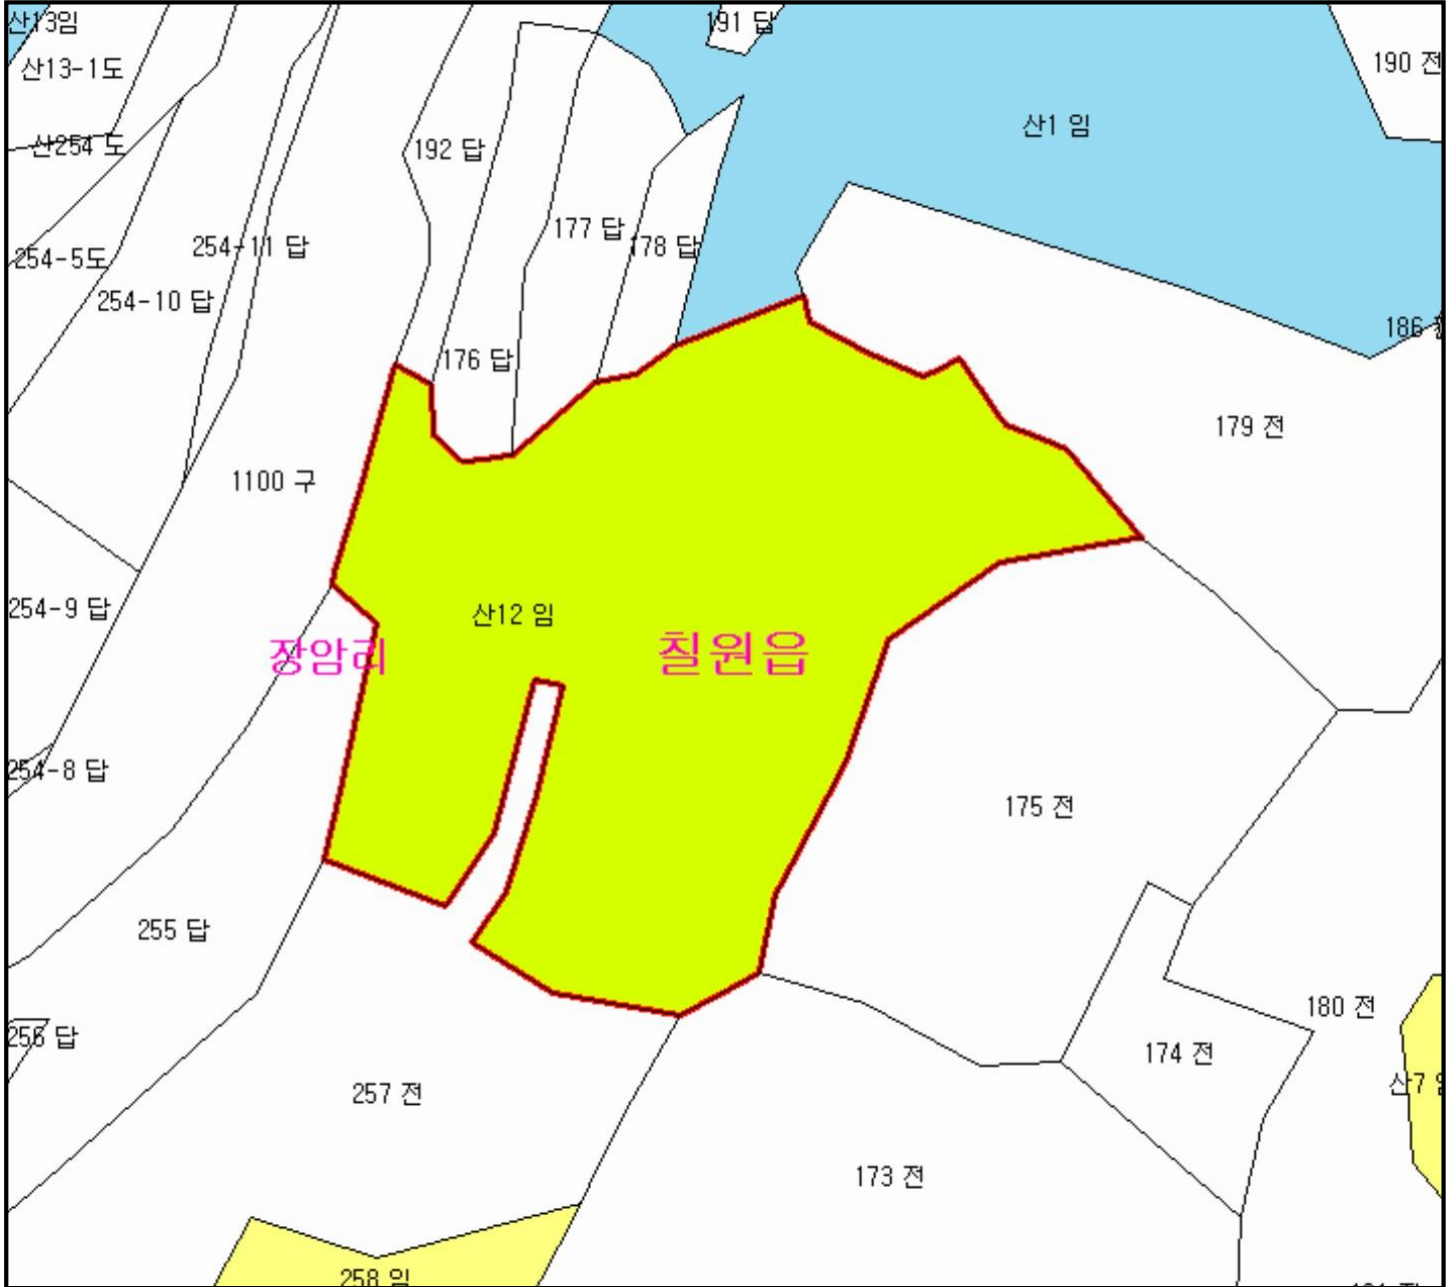 산13임
191 답
190 전
산13-1도
산1 임
산254 도
192 답
177 답
178 답
254-11 답
254-5도
254-10 답
186
176 답
179 전
1100 구
254-9 답
산12 임
장암리
칠원읍
254-8 답
175 전
255 답
180 전
256 답
174 전
257 전
산7 임
173 전
258 임